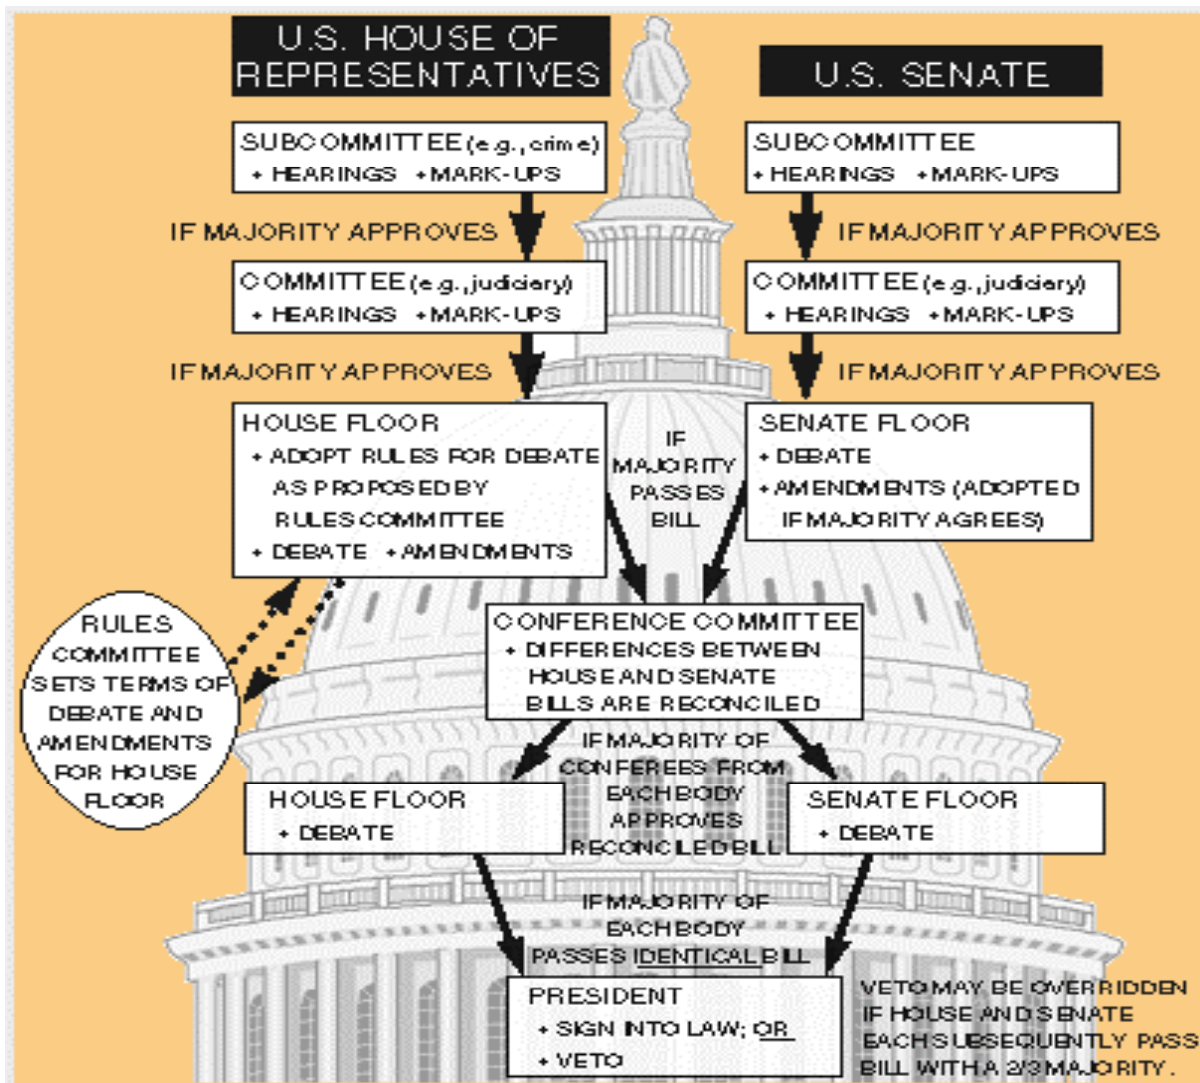 U.S. HOUSE OF
REPRESENTATIVES
U.S. SENATE
SUBCOMMITTEE (e.g., crime)
+ HEARINGS + MARK-UPS
SUBCOMMITTEE
+ HEARINGS + MARK-UPS
IF MAJORITY APPROVES
IF MAJORITY APPROVES
COMMITTEE (e.g., judiciary)
+ HEARINGS + MARK-UPS
COMMITTEE (e.g., judiciary)
+ HEARINGS + MARK-UPS
IF MAJORITY APPROVES
IF MAJORITY APPROVES
HOUSE FLOOR
+ ADOPT RULES FOR DEBATE
AS PROPOSED BY
RULES COMMITTEE
+ DEBATE + AMENDMENTS
IF
MAJORITY
PASSES
BILL
SENATE FLOOR
+ DEBATE
+ AMENDMENTS (ADOPTED
IF MAJORITY AGREES)
RULES
COMMITTEE
SETS TERMS OF
DEBATE AND
AMENDMENTS
FOR HOUSE
FLOOR
CONFERENCE COMMITTEE
+ DIFFERENCES BETWEEN
HOUSE AND SENATE
BILLS ARE RECONCILED
IF MAJORITY OF
CONFEREES FROM
EACH BODY
APPROVES
RECONCILED BILL
HOUSE FLOOR
+ DEBATE
SENATE FLOOR
+ DEBATE
IF MAJORITY OF
EACH BODY
PASSES IDENTICAL BILL
PRESIDENT
+ SIGN INTO LAW; OR
+ VETO
VETO MAY BE OVERRIDDEN
IF HOUSE AND SENATE
EACH SUBSEQUENTLY PASS
BILL WITH A 2/3 MAJORITY.